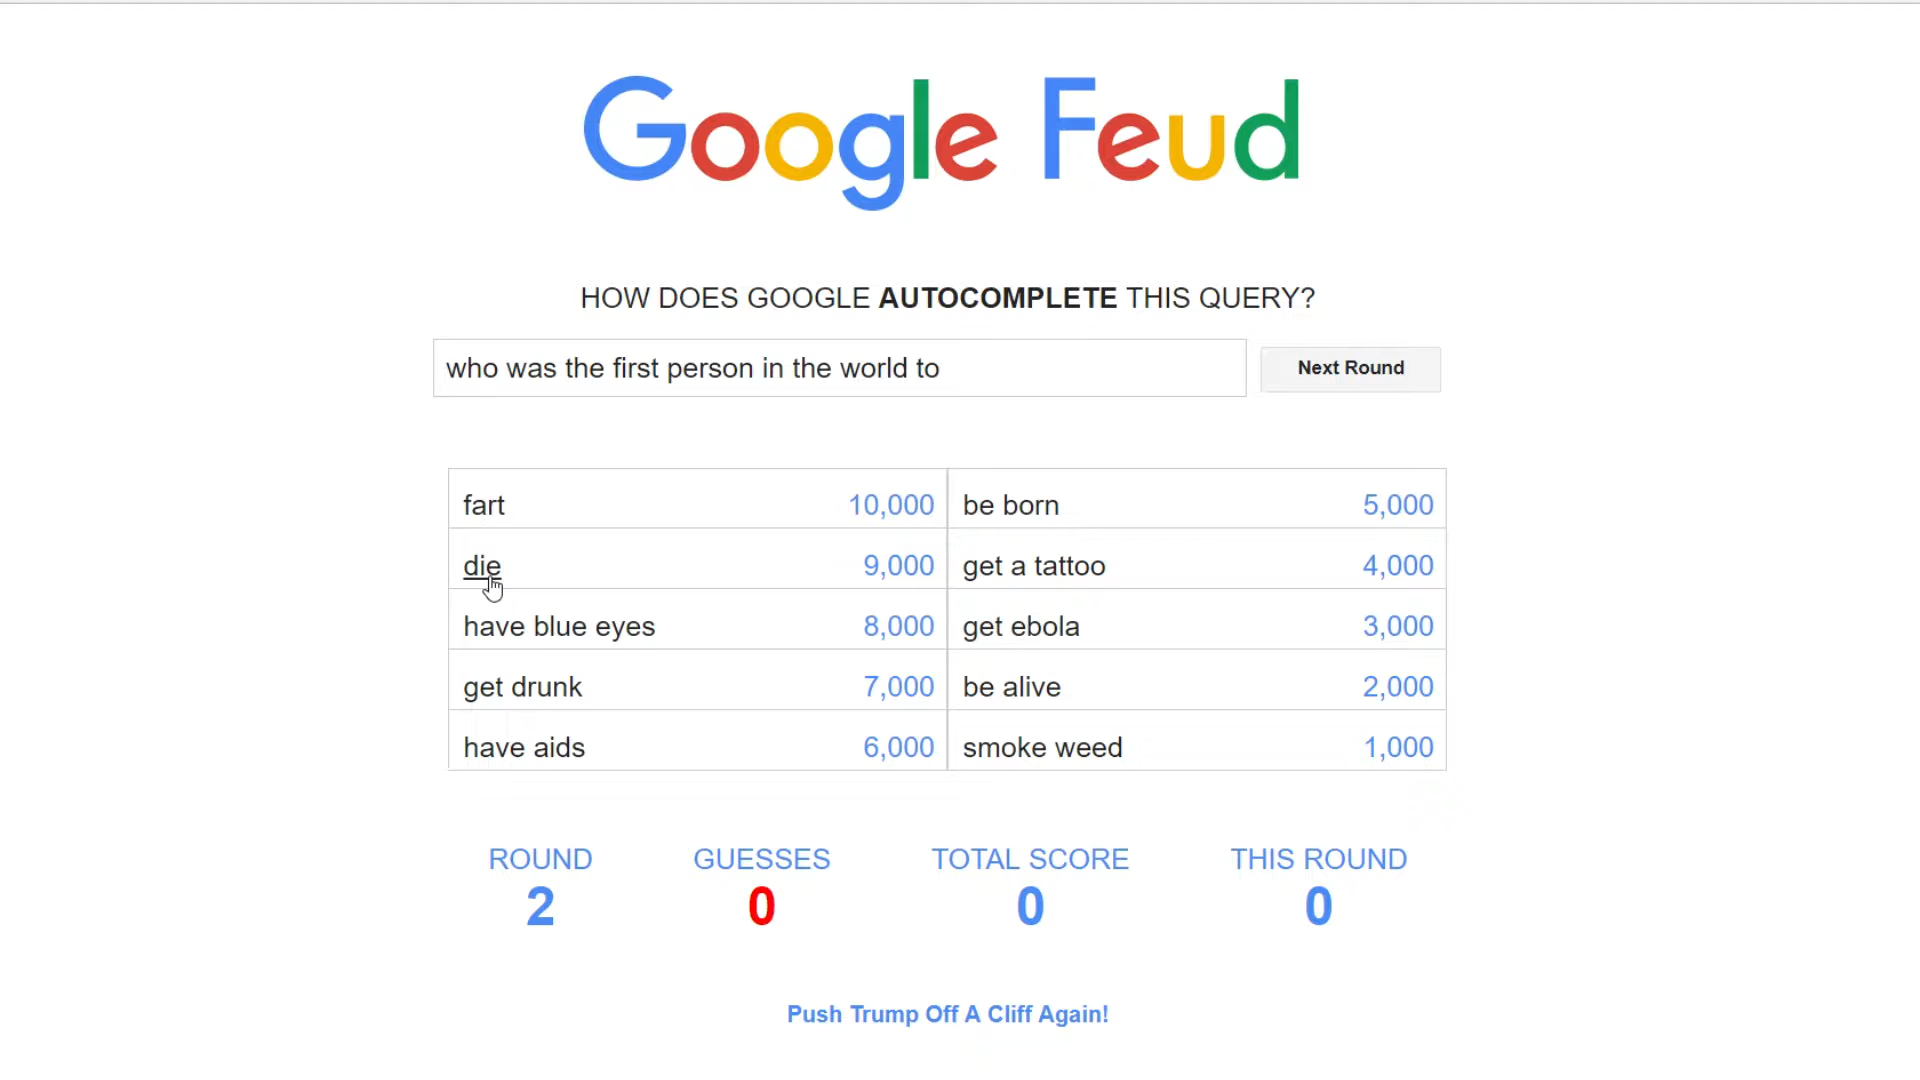 Google Feud
HOW DOES GOOGLE AUTOCOMPLETE THIS QUERY?
who was the first person in the world to
Next Round
fart 10,000
die 9,000
have blue eyes 8,000
get drunk 7,000
have aids 6,000
be born 5,000
get a tattoo 4,000
get ebola 3,000
be alive 2,000
smoke weed 1,000
ROUND GUESSES TOTAL SCORE THIS ROUND
2 0 0 0
Push Trump Off A Cliff Again!